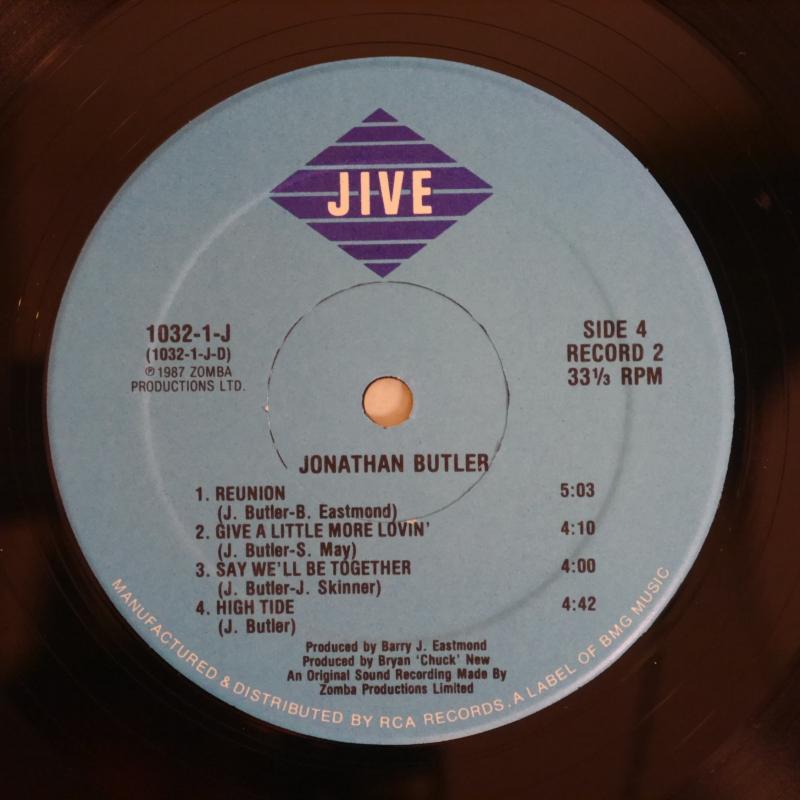 JIVE
1032-1-J
(1032-1-J-D)
℗ 1987 ZOMBA
PRODUCTIONS LTD.
SIDE 4
RECORD 2
33⅓ RPM
JONATHAN BUTLER
1. REUNION 5:03
(J. Butler-B. Eastmond)
2. GIVE A LITTLE MORE LOVIN' 4:10
(J. Butler-S. May)
3. SAY WE'LL BE TOGETHER 4:00
(J. Butler-J. Skinner)
4. HIGH TIDE 4:42
(J. Butler)
Produced by Barry J. Eastmond
Produced by Bryan 'Chuck' New
An Original Sound Recording Made By
Zomba Productions Limited
MANUFACTURED & DISTRIBUTED BY RCA RECORDS. A LABEL OF BMG MUSIC